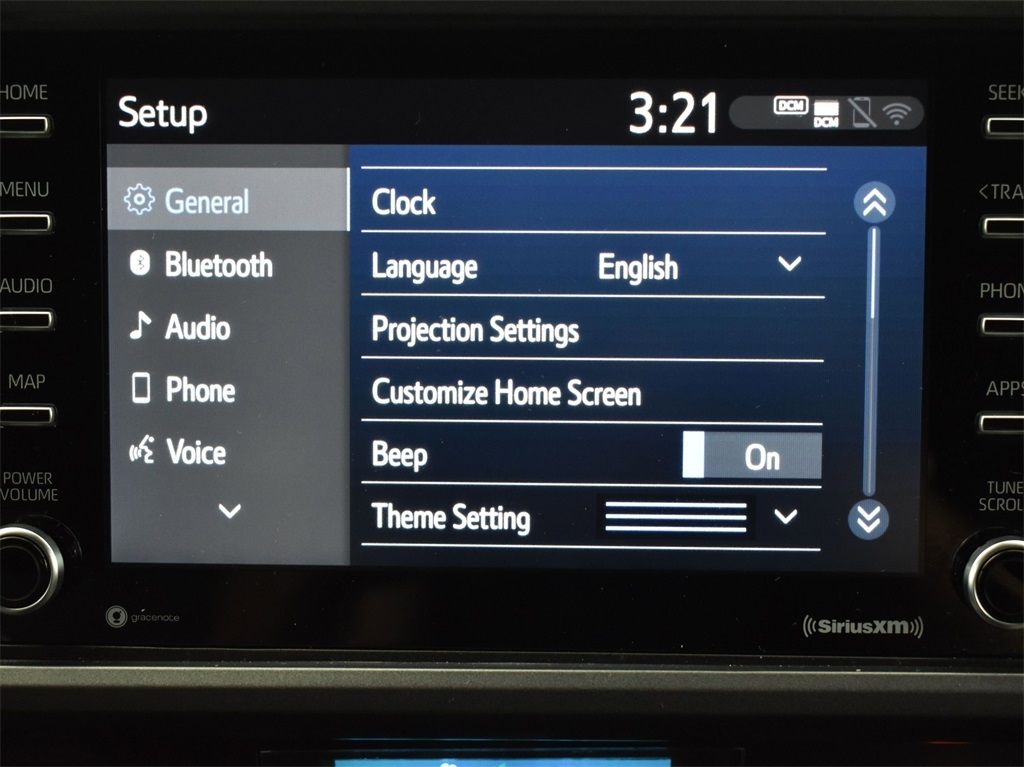 HOME
MENU
AUDIO
MAP
POWER
VOLUME
Setup
3:21
DCM
DCM
General
Bluetooth
Audio
Phone
Voice
Clock
Language English
Projection Settings
Customize Home Screen
Beep On
Theme Setting
SEEK
<TRA
PHON
APPS
TUNE
SCROL
gracenote
SiriusXM